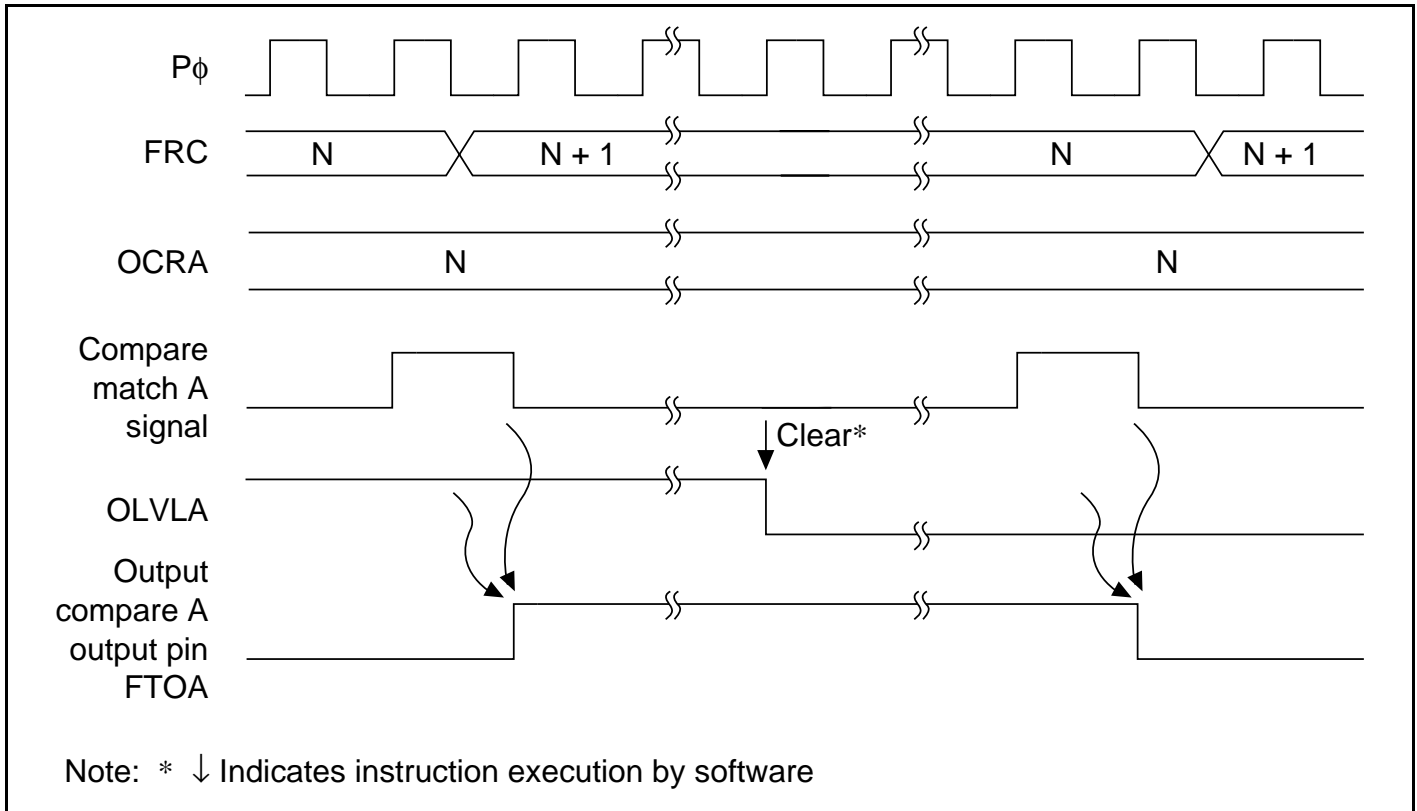 Pϕ
FRC
N
N + 1
N
N + 1
OCRA
N
N
Compare
match A
signal
Clear*
OLVLA
Output
compare A
output pin
FTOA
Note: * ↓ Indicates instruction execution by software